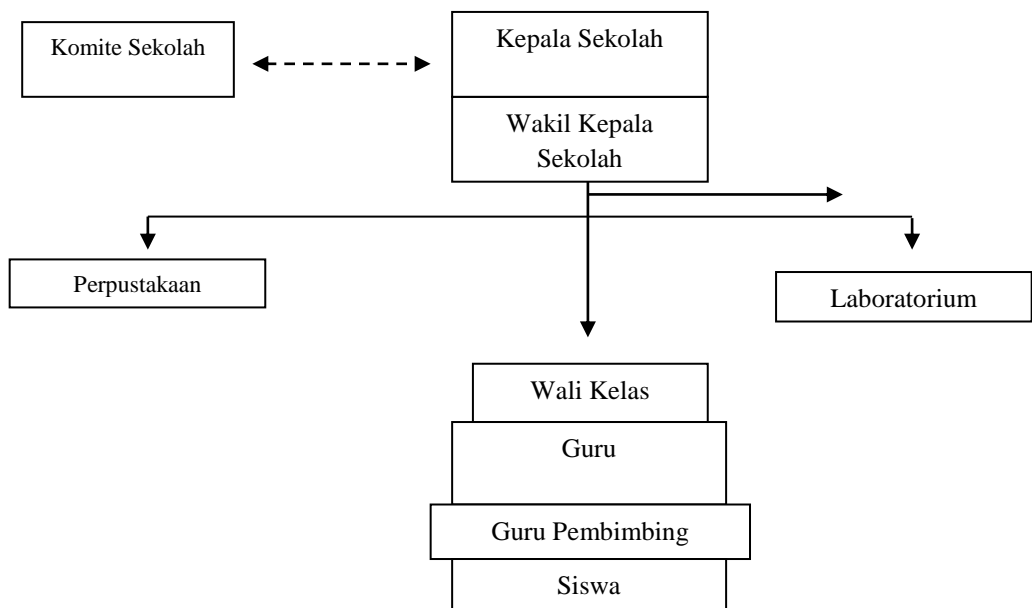 Komite Sekolah
Kepala Sekolah
Wakil Kepala
Sekolah
Perpustakaan
Laboratorium
Wali Kelas
Guru
Guru Pembimbing
Siswa